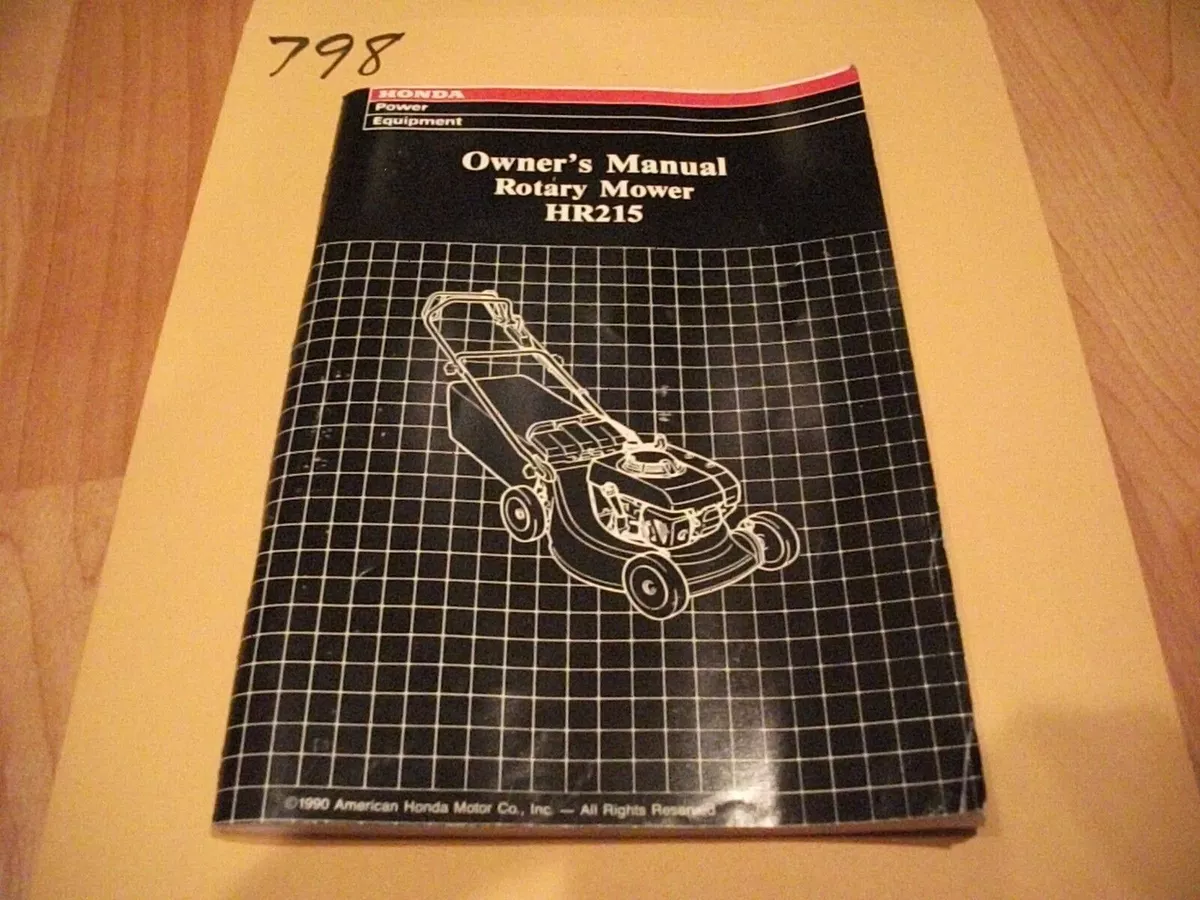 798
HONDA
Power
Equipment
Owner's Manual
Rotary Mower
HR215
©1990 American Honda Motor Co., Inc. — All Rights Reserved